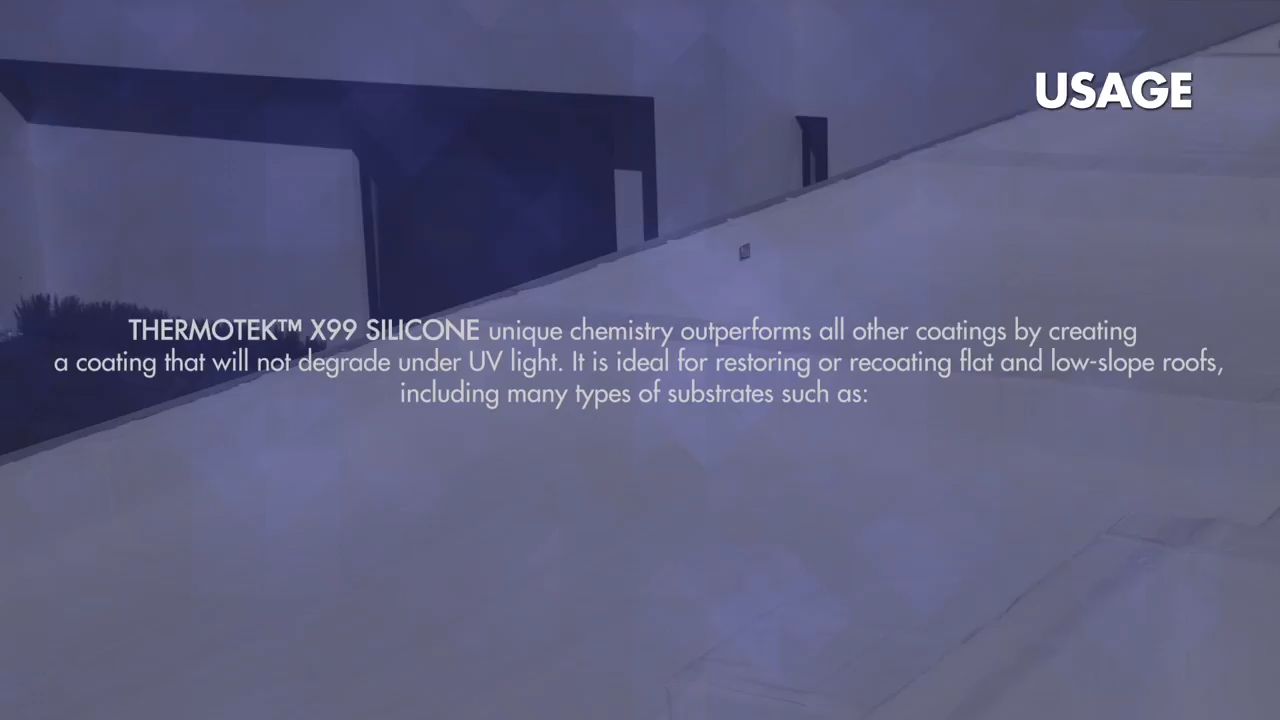 USAGE
THERMOTEK™ X99 SILICONE unique chemistry outperforms all other coatings by creating
a coating that will not degrade under UV light. It is ideal for restoring or recoating flat and low-slope roofs,
including many types of substrates such as: